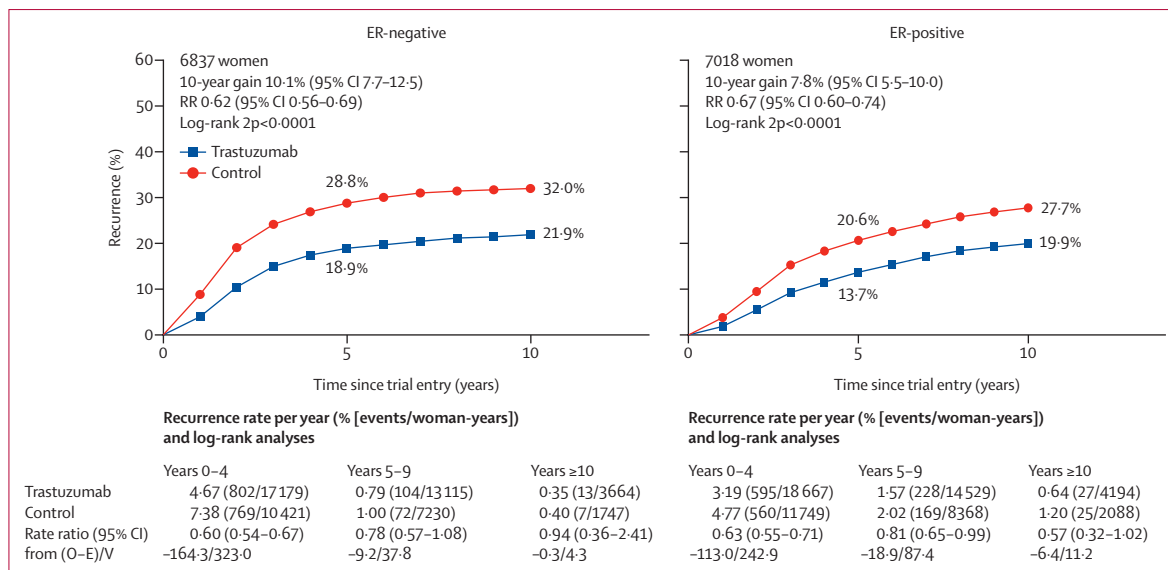 ER-negative
6837 women
10-year gain 10·1% (95% CI 7·7–12·5)
RR 0·62 (95% CI 0·56–0·69)
Log-rank 2p<0·0001
Trastuzumab
Control
Recurrence (%)
60
50
40
30
20
10
0
28·8%
32·0%
18·9%
21·9%
0
5
10
Time since trial entry (years)
ER-positive
7018 women
10-year gain 7·8% (95% CI 5·5–10·0)
RR 0·67 (95% CI 0·60–0·74)
Log-rank 2p<0·0001
20·6%
27·7%
13·7%
19·9%
0
5
10
Time since trial entry (years)
Recurrence rate per year (% [events/woman-years])
and log-rank analyses
Recurrence rate per year (% [events/woman-years])
and log-rank analyses
Years 0–4 Years 5–9 Years ≥10 Years 0–4 Years 5–9 Years ≥10
Trastuzumab 4·67 (802/17 179) 0·79 (104/13 115) 0·35 (13/3664) 3·19 (595/18 667) 1·57 (228/14 529) 0·64 (27/4194)
Control 7·38 (769/10 421) 1·00 (72/7230) 0·40 (7/1747) 4·77 (560/11 749) 2·02 (169/8368) 1·20 (25/2088)
Rate ratio (95% CI) 0·60 (0·54–0·67) 0·78 (0·57–1·08) 0·94 (0·36–2·41) 0·63 (0·55–0·71) 0·81 (0·65–0·99) 0·57 (0·32–1·02)
from (O–E)/V –164·3/323·0 –9·2/37·8 –0·3/4·3 –113·0/242·9 –18·9/87·4 –6·4/11·2